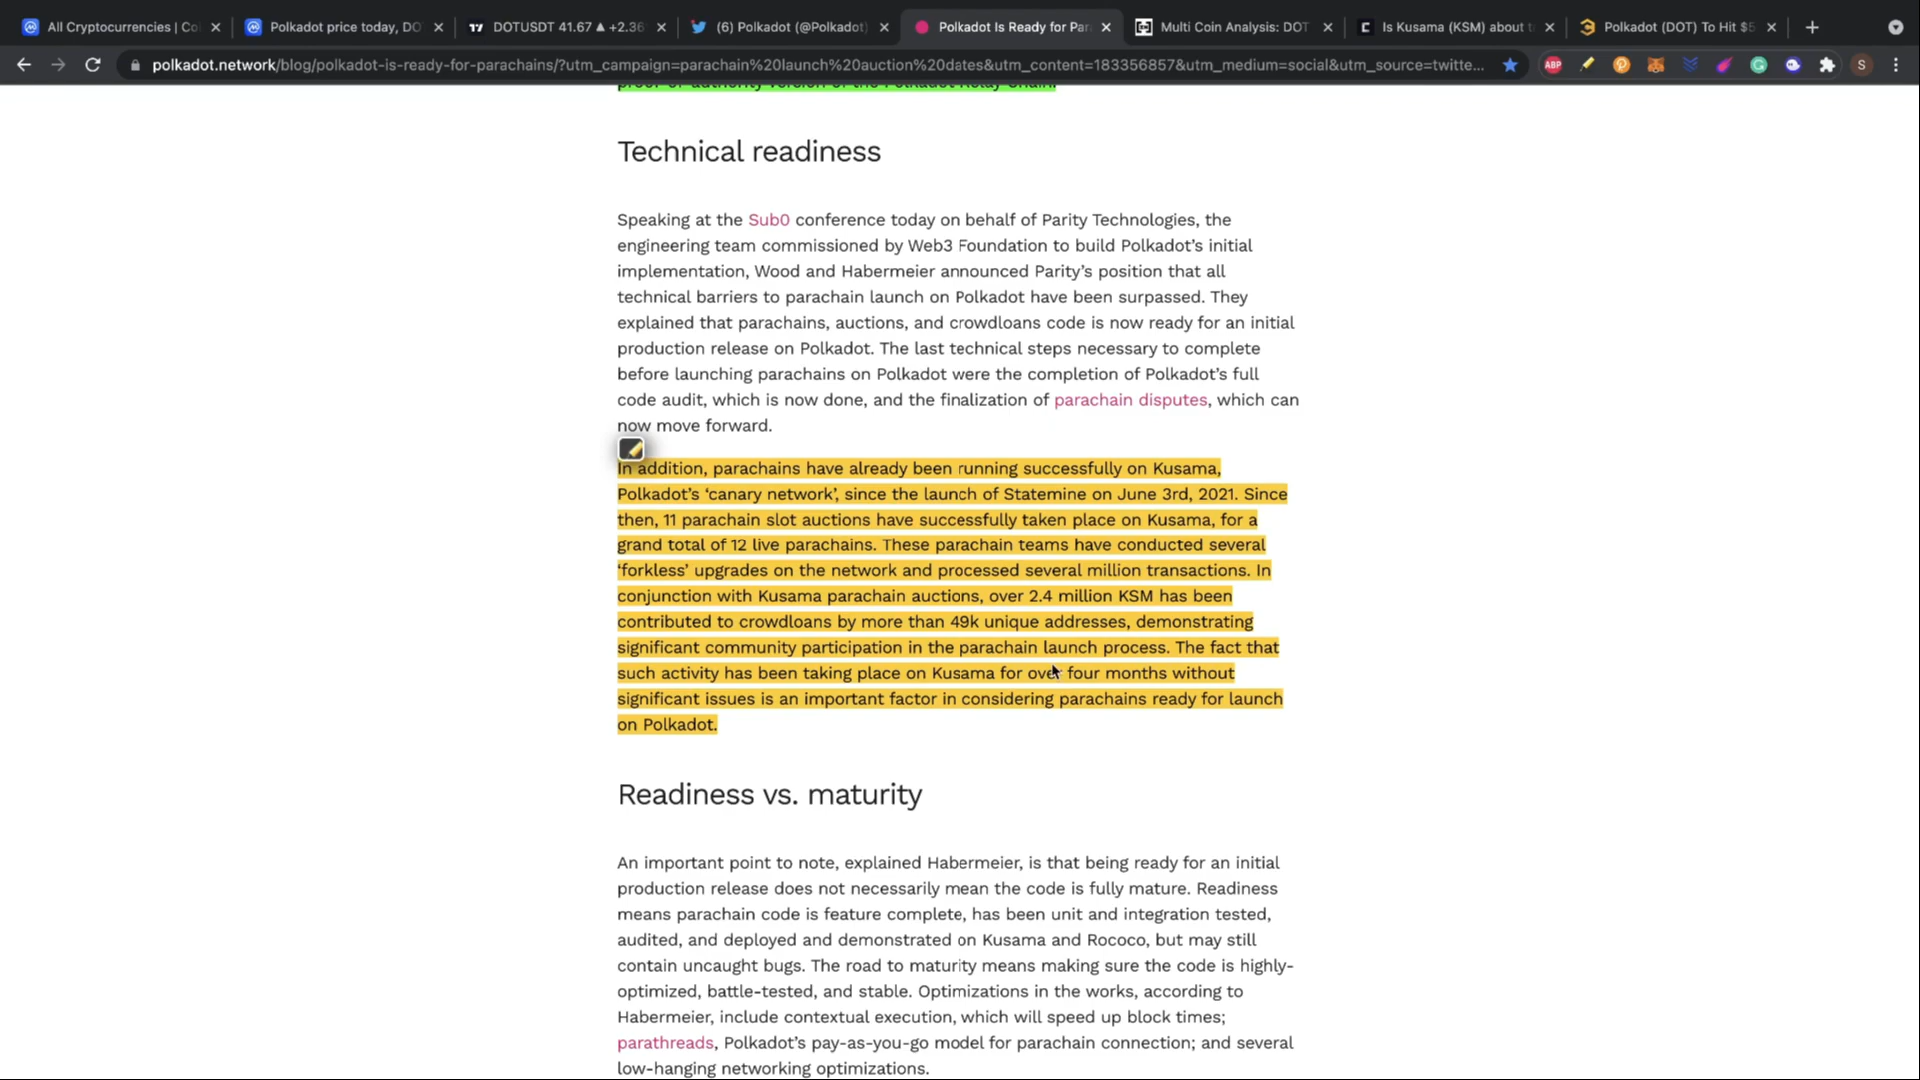 All Cryptocurrencies | Co
Polkadot price today, DO
DOTUSDT 41.67 ▲ +2.36
(6) Polkadot (@Polkadot)
Polkadot Is Ready for Par
Multi Coin Analysis: DOT
Is Kusama (KSM) about t
Polkadot (DOT) To Hit $5
polkadot.network/blog/polkadot-is-ready-for-parachains/?utm_campaign=parachain%20launch%20auction%20dates&utm_content=183356857&utm_medium=social&utm_source=twitte...
ABP
S
proof of authority version of the Polkadot Relay Chain.
Technical readiness
Speaking at the Sub0 conference today on behalf of Parity Technologies, the
engineering team commissioned by Web3 Foundation to build Polkadot's initial
implementation, Wood and Habermeier announced Parity's position that all
technical barriers to parachain launch on Polkadot have been surpassed. They
explained that parachains, auctions, and crowdloans code is now ready for an initial
production release on Polkadot. The last technical steps necessary to complete
before launching parachains on Polkadot were the completion of Polkadot's full
code audit, which is now done, and the finalization of parachain disputes, which can
now move forward.
In addition, parachains have already been running successfully on Kusama,
Polkadot's 'canary network', since the launch of Statemine on June 3rd, 2021. Since
then, 11 parachain slot auctions have successfully taken place on Kusama, for a
grand total of 12 live parachains. These parachain teams have conducted several
'forkless' upgrades on the network and processed several million transactions. In
conjunction with Kusama parachain auctions, over 2.4 million KSM has been
contributed to crowdloans by more than 49k unique addresses, demonstrating
significant community participation in the parachain launch process. The fact that
such activity has been taking place on Kusama for over four months without
significant issues is an important factor in considering parachains ready for launch
on Polkadot.
Readiness vs. maturity
An important point to note, explained Habermeier, is that being ready for an initial
production release does not necessarily mean the code is fully mature. Readiness
means parachain code is feature complete, has been unit and integration tested,
audited, and deployed and demonstrated on Kusama and Rococo, but may still
contain uncaught bugs. The road to maturity means making sure the code is highly-
optimized, battle-tested, and stable. Optimizations in the works, according to
Habermeier, include contextual execution, which will speed up block times;
parathreads, Polkadot's pay-as-you-go model for parachain connection; and several
low-hanging networking optimizations.